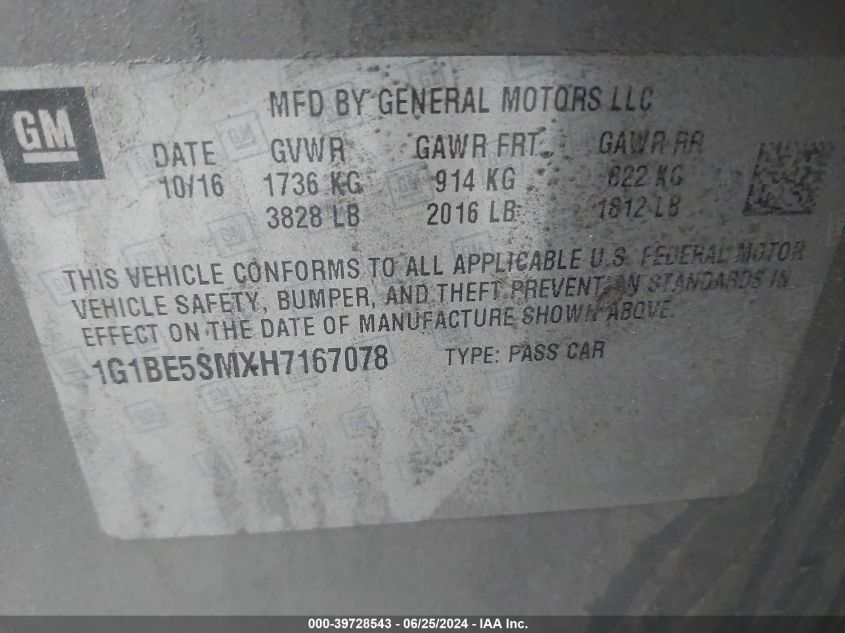 GM
MFD BY GENERAL MOTORS LLC
DATE GVWR GAWR FRT GAWR RR
10/16 1736 KG 914 KG 822 KG
3828 LB 2016 LB 1812 LB
THIS VEHICLE CONFORMS TO ALL APPLICABLE U.S. FEDERAL MOTOR
VEHICLE SAFETY, BUMPER, AND THEFT PREVENTION STANDARDS IN
EFFECT ON THE DATE OF MANUFACTURE SHOWN ABOVE.
1G1BE5SMXH7167078 TYPE: PASS CAR
000-39728543 - 06/25/2024 - IAA Inc.